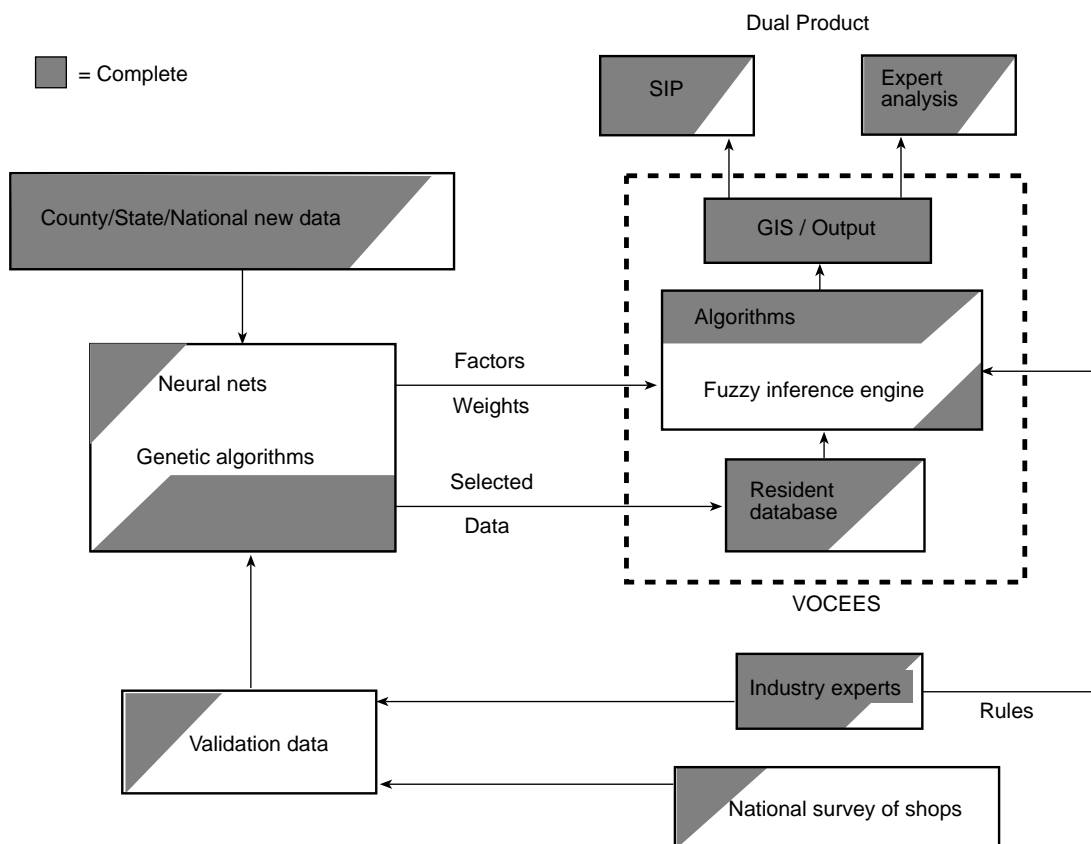 Dual Product
= Complete
SIP
Expert
analysis
County/State/National new data
GIS / Output
Algorithms
Neural nets
Factors
Weights
Fuzzy inference engine
Genetic algorithms
Selected
Data
Resident
database
VOCEES
Industry experts
Rules
Validation data
National survey of shops